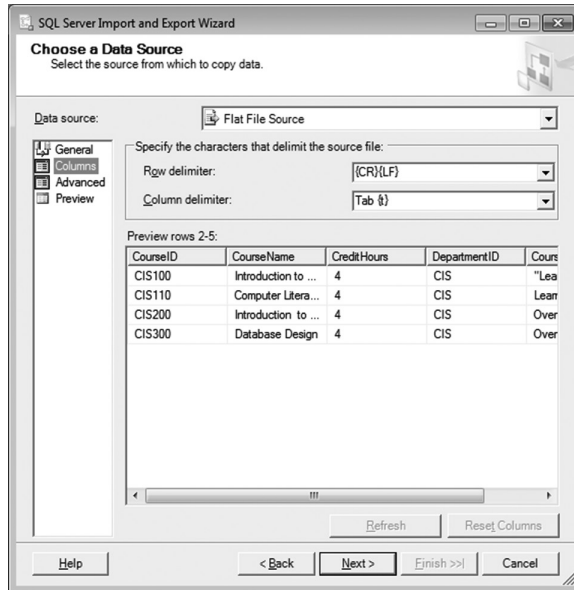 SQL Server Import and Export Wizard
Choose a Data Source
Select the source from which to copy data.
Data source: Flat File Source
General
Columns
Advanced
Preview
Specify the characters that delimit the source file:
Row delimiter: {CR}{LF}
Column delimiter: Tab {t}
Preview rows 2-5:
CourseID CourseName CreditHours DepartmentID Cours
CIS100 Introduction to ... 4 CIS "Lea
CIS110 Computer Litera... 4 CIS Learn
CIS200 Introduction to ... 4 CIS Over
CIS300 Database Design 4 CIS Over
Refresh Reset Columns
Help < Back Next > Finish >>| Cancel